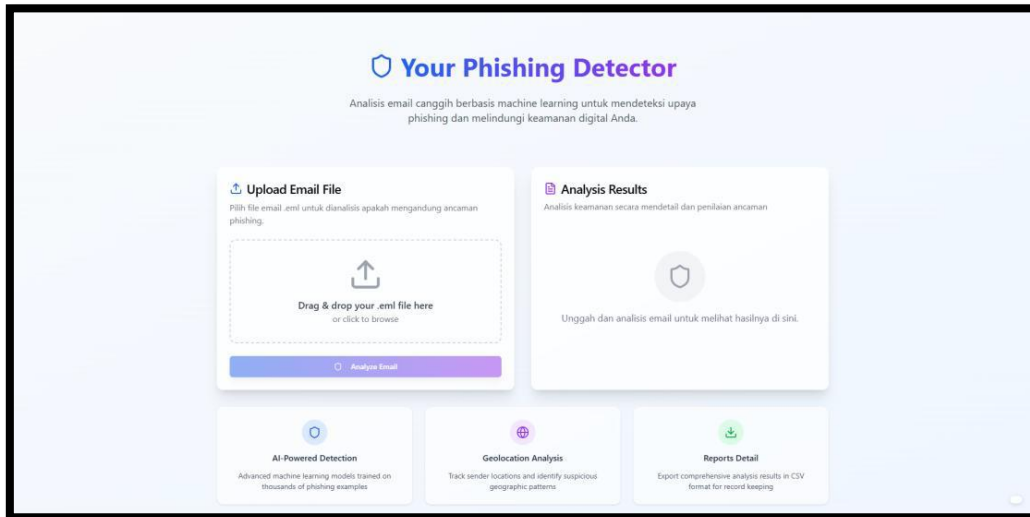 Your Phishing Detector
Analisis email canggih berbasis machine learning untuk mendeteksi upaya
phishing dan melindungi keamanan digital Anda.
Upload Email File
Pilih file email .eml untuk dianalisis apakah mengandung ancaman
phishing.
Drag & drop your .eml file here
or click to browse
Analyze Email
Analysis Results
Analisis keamanan secara mendetail dan penilaian ancaman
Unggah dan analisis email untuk melihat hasilnya di sini.
AI-Powered Detection
Advanced machine learning models trained on
thousands of phishing examples
Geolocation Analysis
Track sender locations and identify suspicious
geographic patterns
Reports Detail
Export comprehensive analysis results in CSV
format for record keeping